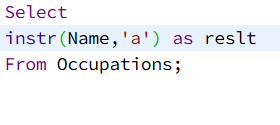 Select
instr(Name,'a') as reslt
From Occupations;